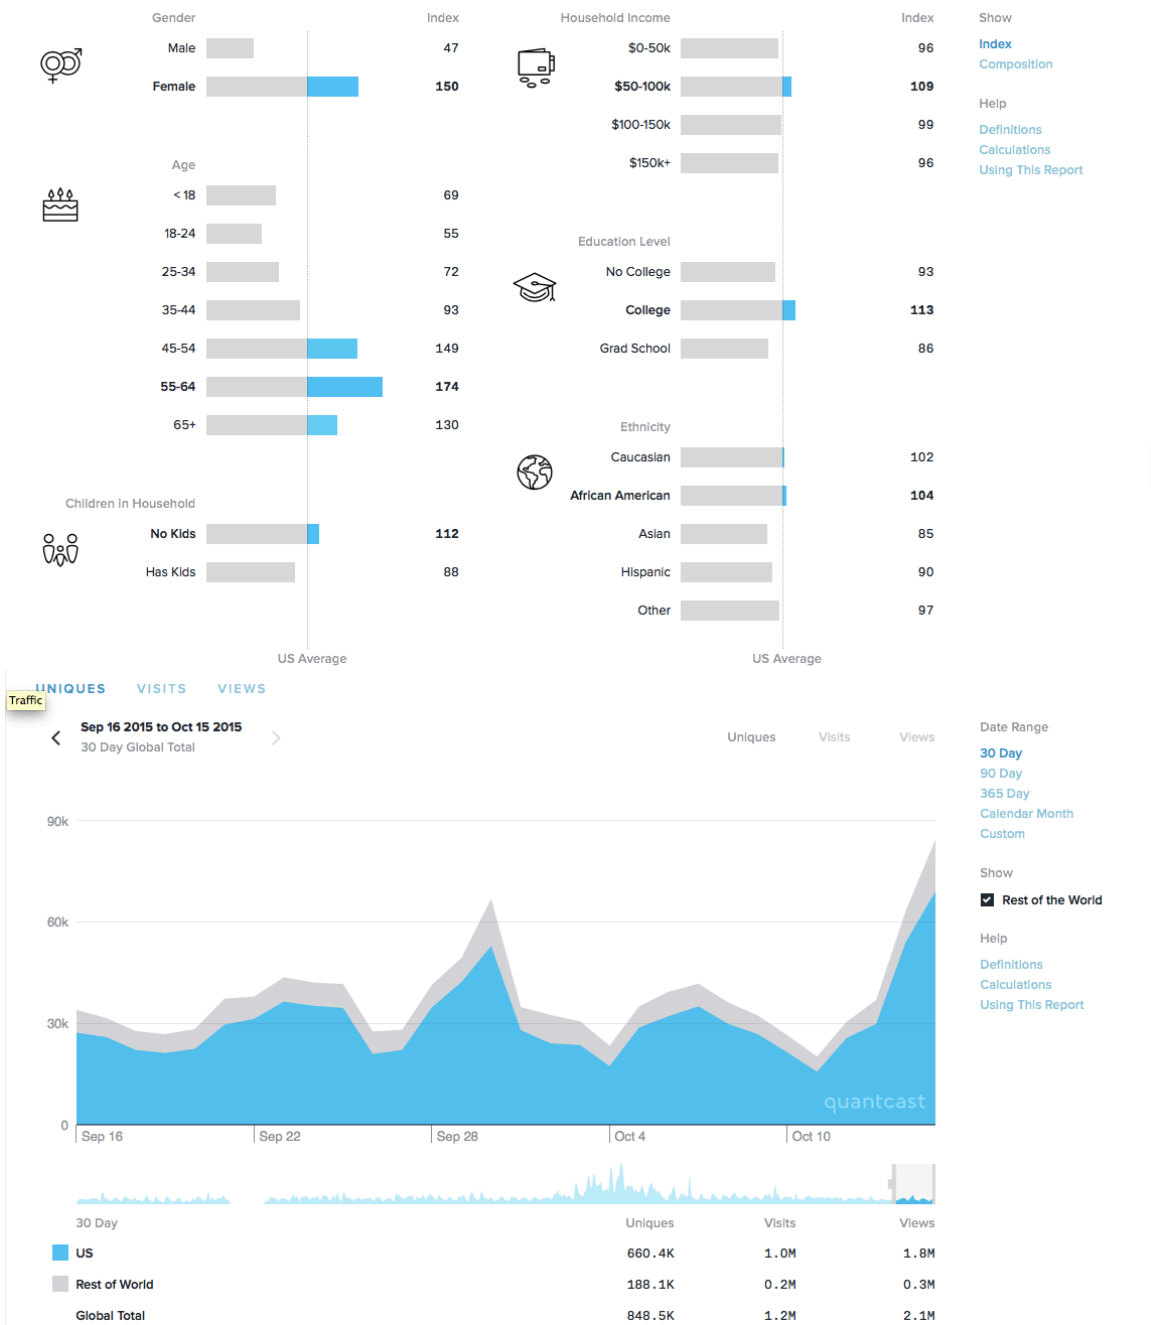 Gender Index
Male 47
Female 150
Age
<18 69
18-24 55
25-34 72
35-44 93
45-54 149
55-64 174
65+ 130
Children in Household
No Kids 112
Has Kids 88
US Average
Household Income Index
$0-50k 96
$50-100k 109
$100-150k 99
$150k+ 96
Education Level
No College 93
College 113
Grad School 86
Ethnicity
Caucasian 102
African American 104
Asian 85
Hispanic 90
Other 97
US Average
Show
Index
Composition
Help
Definitions
Calculations
Using This Report
UNIQUES VISITS VIEWS
Traffic
Sep 16 2015 to Oct 15 2015
30 Day Global Total
Uniques Visits Views
90k
60k
30k
0
quantcast
Sep 16 Sep 22 Sep 28 Oct 4 Oct 10
Date Range
30 Day
90 Day
365 Day
Calendar Month
Custom
Show
Rest of the World
Help
Definitions
Calculations
Using This Report
30 Day Uniques Visits Views
US 660.4K 1.0M 1.8M
Rest of World 188.1K 0.2M 0.3M
Global Total 848.5K 1.2M 2.1M